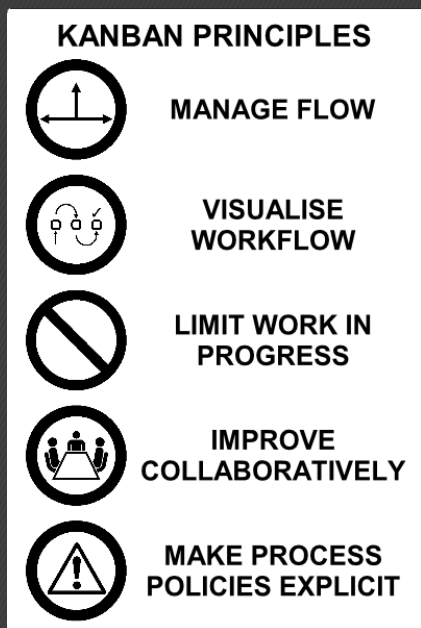 KANBAN PRINCIPLES
MANAGE FLOW
VISUALISE
WORKFLOW
LIMIT WORK IN
PROGRESS
IMPROVE
COLLABORATIVELY
MAKE PROCESS
POLICIES EXPLICIT